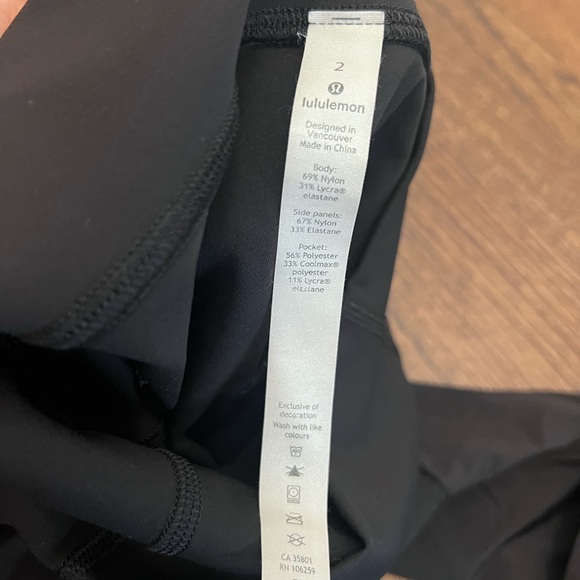 2
lululemon
Designed in
Vancouver
Made in China
Body:
69% Nylon
31% Lycra®
elastane
Side panels:
67% Nylon
33% Elastane
Pocket:
56% Polyester
33% Coolmax®
polyester
11% Lycra®
elastane
Exclusive of
decoration
Wash with like
colours
CA 35801
RN 106259